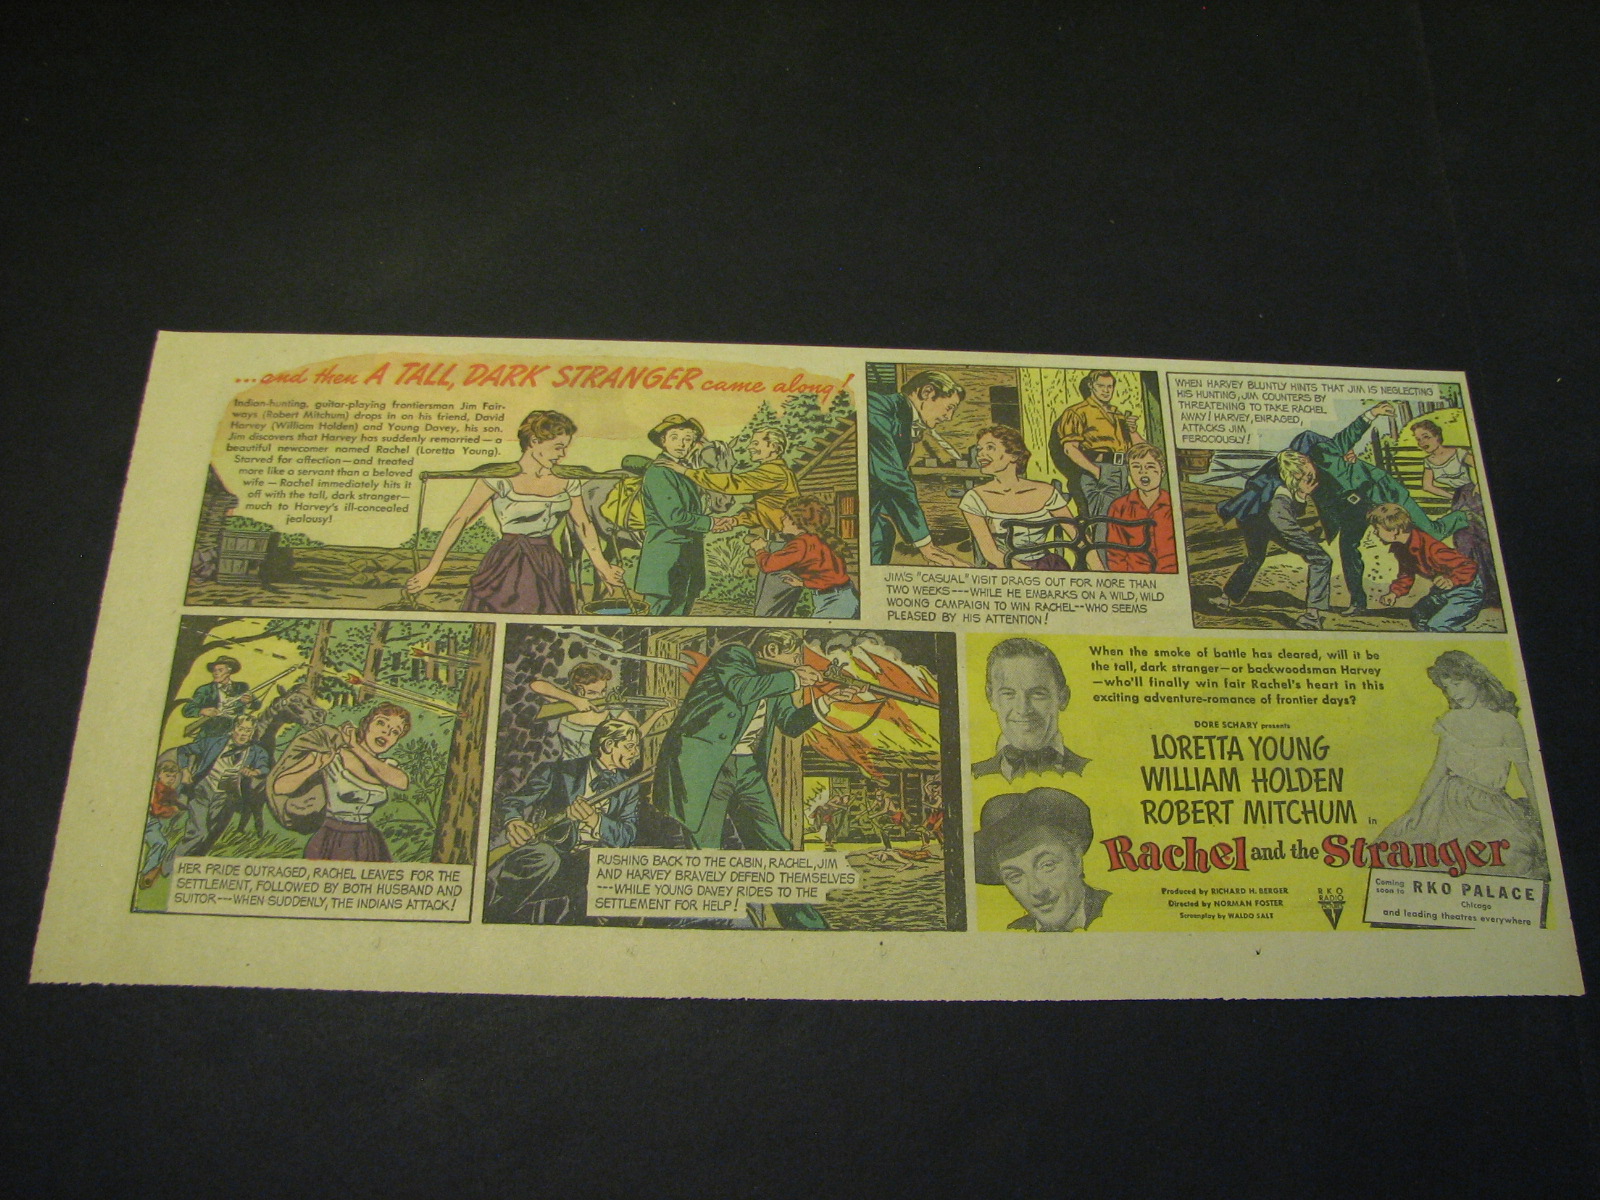 ...and then A TALL, DARK STRANGER came along!
Indian-hunting, guitar-playing frontiersman Jim Fair-
ways (Robert Mitchum) drops in on his friend, David
Harvey (William Holden) and Young Davey, his son.
Jim discovers that Harvey has suddenly remarried—a
beautiful newcomer named Rachel (Loretta Young).
Starved for affection—and treated
more like a servant than a beloved
wife—Rachel immediately hits it
off with the tall, dark stranger—
much to Harvey's ill-concealed
jealousy!
JIM'S "CASUAL" VISIT DRAGS OUT FOR MORE THAN
TWO WEEKS---WHILE HE EMBARKS ON A WILD, WILD
WOOING CAMPAIGN TO WIN RACHEL--WHO SEEMS
PLEASED BY HIS ATTENTION!
WHEN HARVEY BLUNTLY HINTS THAT JIM IS NEGLECTING
HIS HUNTING, JIM COUNTERS BY
THREATENING TO TAKE RACHEL
AWAY! HARVEY, ENRAGED,
ATTACKS JIM
FEROCIOUSLY!
HER PRIDE OUTRAGED, RACHEL LEAVES FOR THE
SETTLEMENT, FOLLOWED BY BOTH HUSBAND AND
SUITOR---WHEN SUDDENLY, THE INDIANS ATTACK!
RUSHING BACK TO THE CABIN, RACHEL, JIM
AND HARVEY BRAVELY DEFEND THEMSELVES
---WHILE YOUNG DAVEY RIDES TO THE
SETTLEMENT FOR HELP!
When the smoke of battle has cleared, will it be
the tall, dark stranger—or backwoodsman Harvey
—who'll finally win fair Rachel's heart in this
exciting adventure-romance of frontier days?
DORE SCHARY presents
LORETTA YOUNG
WILLIAM HOLDEN
ROBERT MITCHUM in
Rachel and the Stranger
Produced by RICHARD H. BERGER
Directed by NORMAN FOSTER
Screenplay by WALDO SALT
RKO
RADIO
Coming
soon to RKO PALACE
Chicago
and leading theatres everywhere